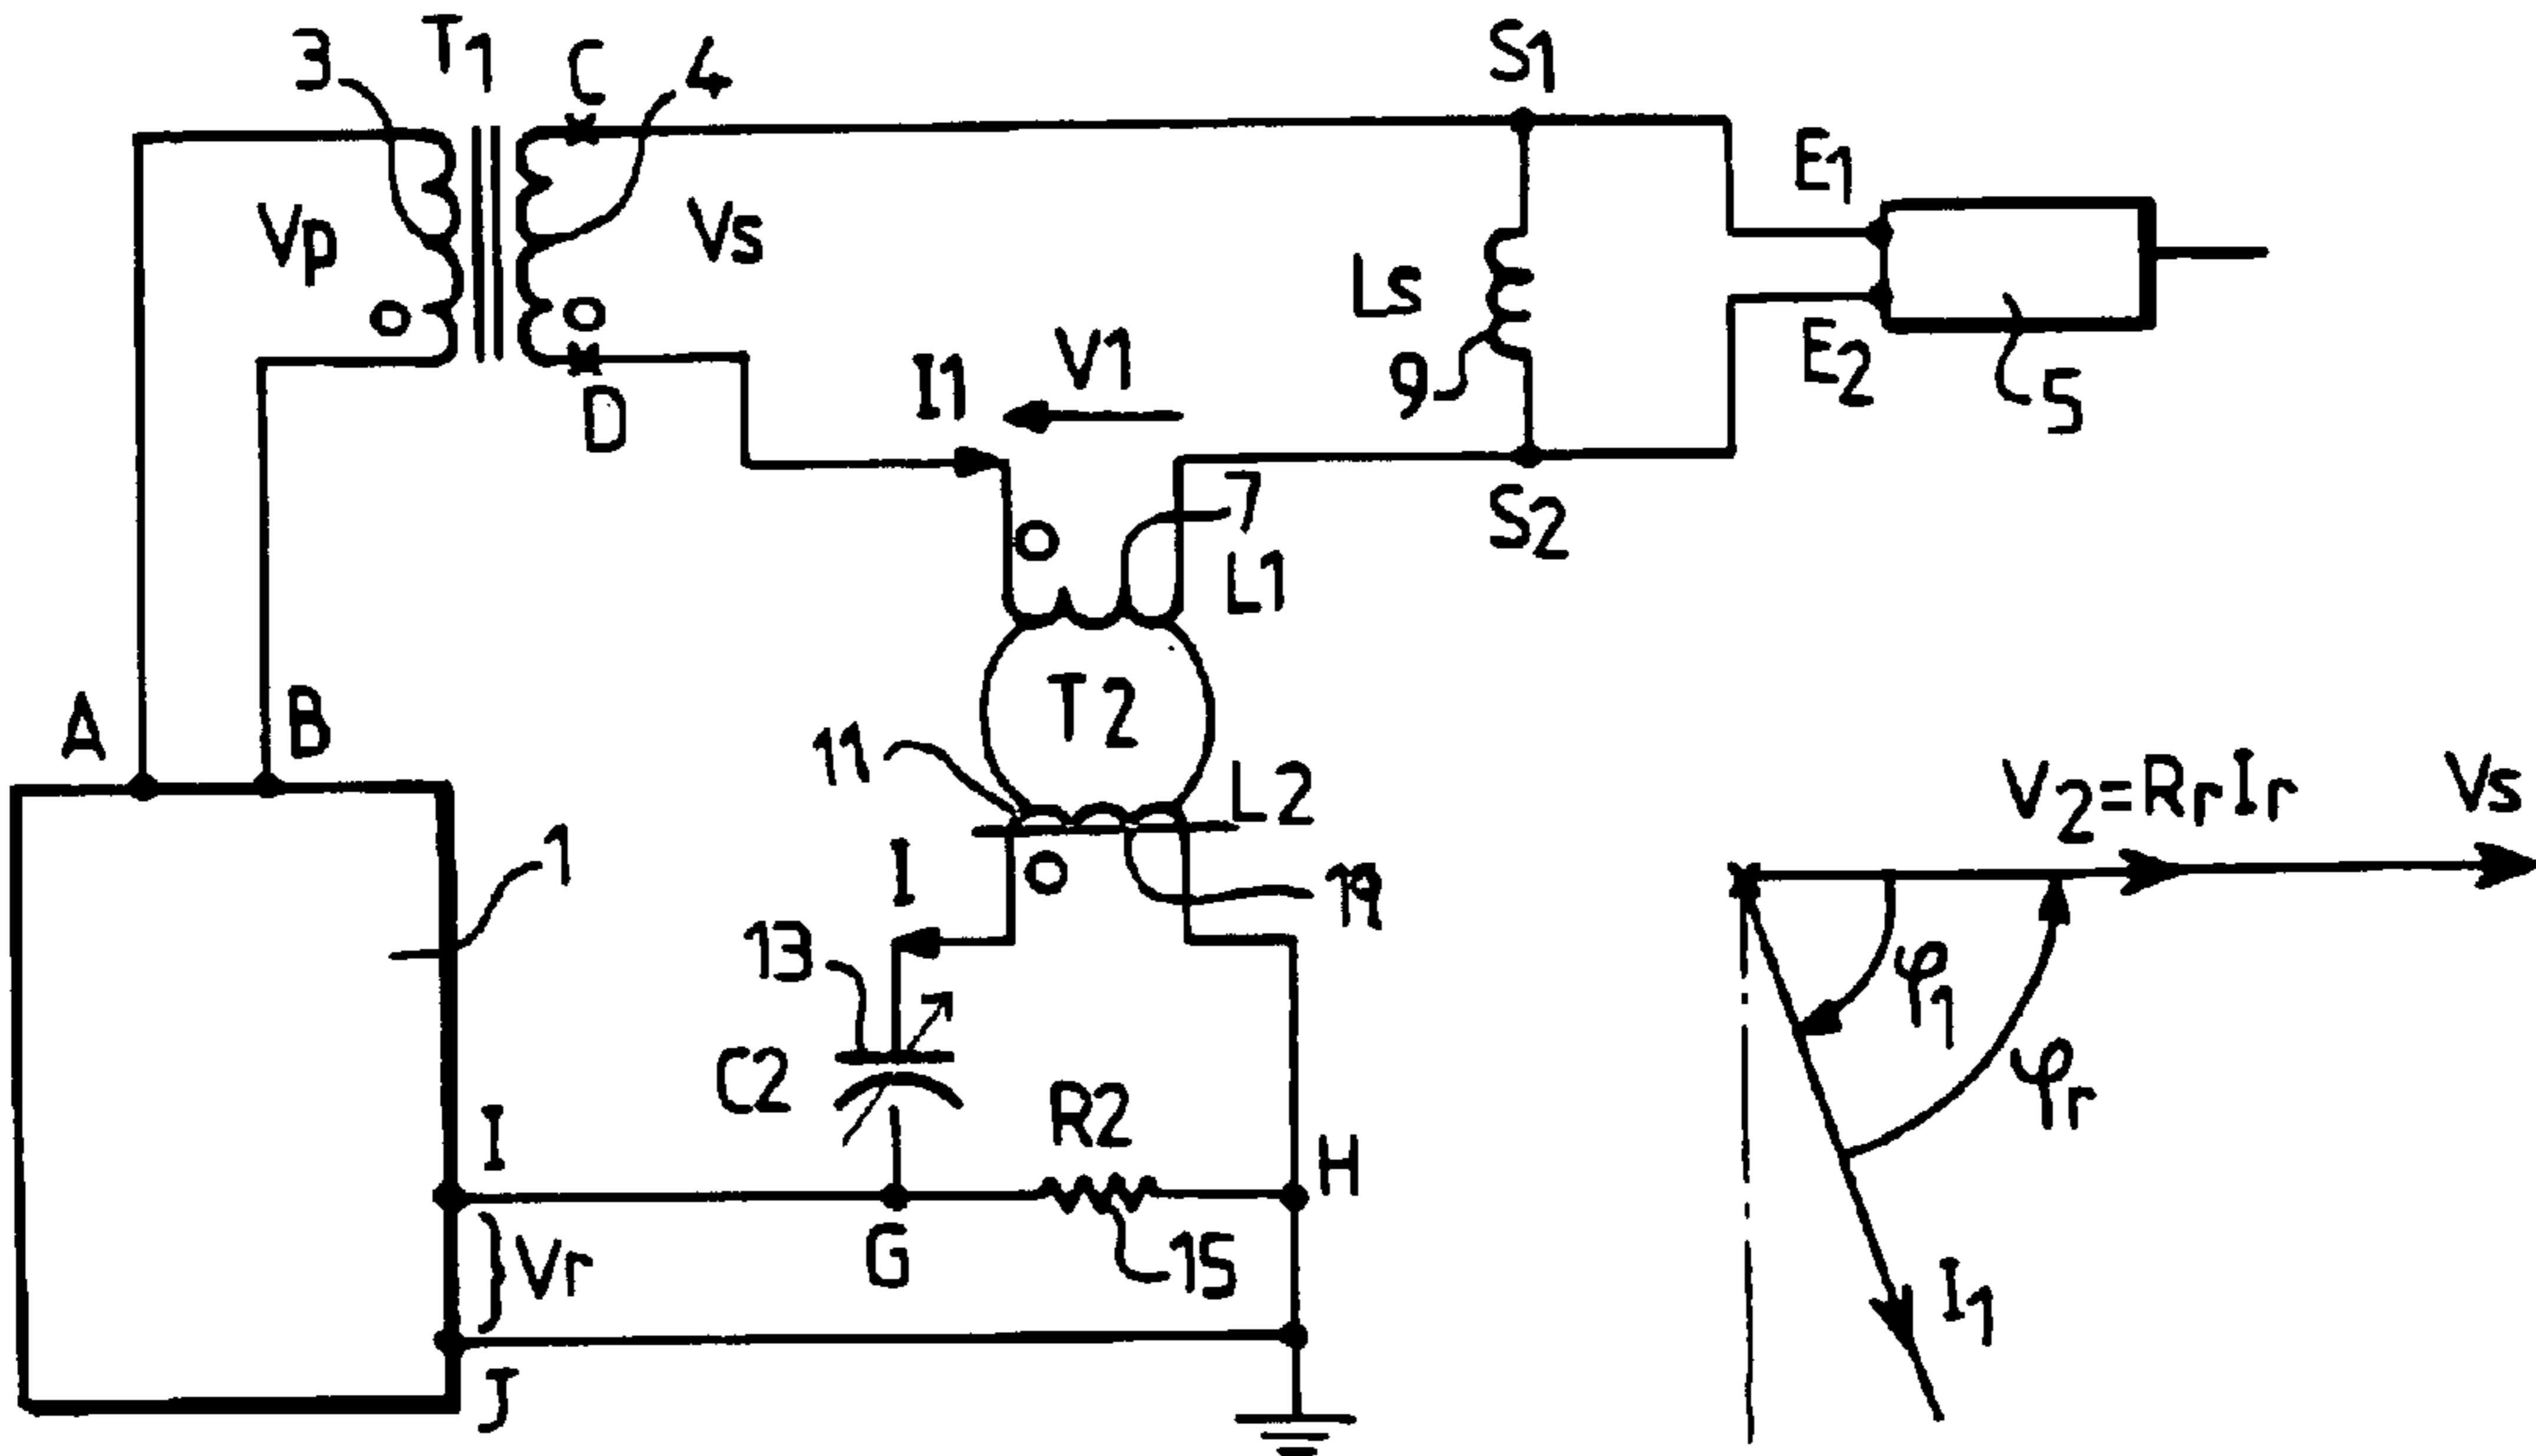 T1
3
C
4
S1
E1
Vp
Vs
Ls
V1
I1
9
E2
5
D
7
S2
L1
T2
A
B
11
L2
V2=RrIr
Vs
1
I
19
13
φ1
C2
R2
φr
I
H
G
15
Vr
I1
J